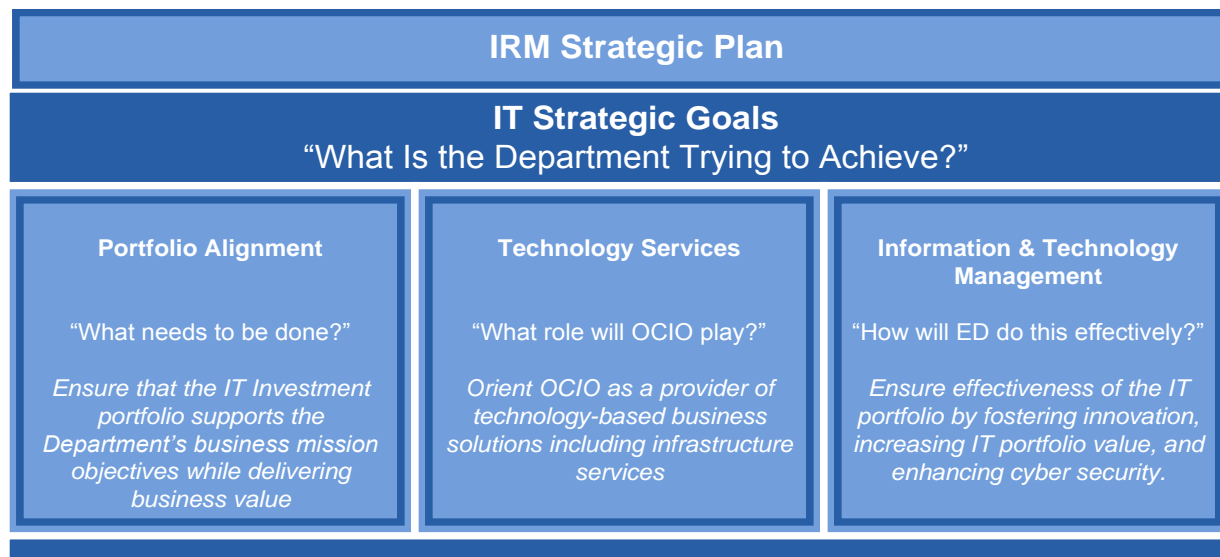 IRM Strategic Plan
IT Strategic Goals
“What Is the Department Trying to Achieve?”
Portfolio Alignment
“What needs to be done?”
Ensure that the IT Investment
portfolio supports the
Department’s business mission
objectives while delivering
business value
Technology Services
“What role will OCIO play?”
Orient OCIO as a provider of
technology-based business
solutions including infrastructure
services
Information & Technology
Management
“How will ED do this effectively?”
Ensure effectiveness of the IT
portfolio by fostering innovation,
increasing IT portfolio value, and
enhancing cyber security.